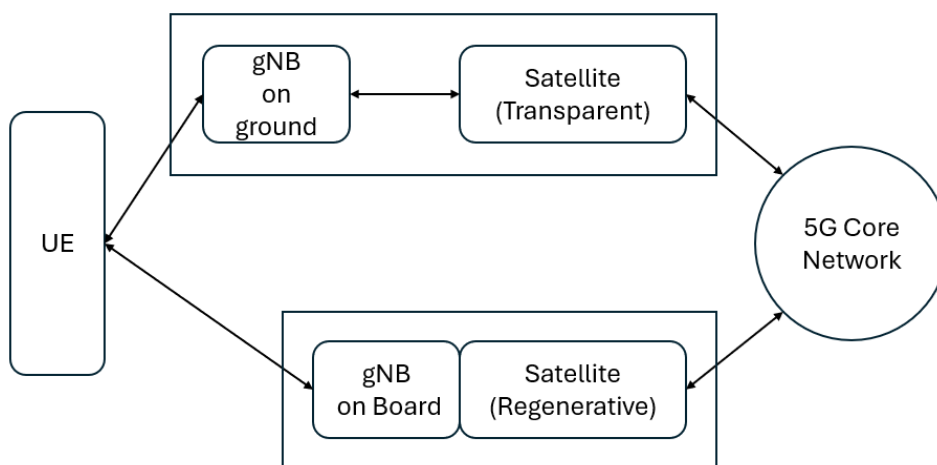 gNB
on
ground
Satellite
(Transparent)
UE
5G Core
Network
gNB
on Board
Satellite
(Regenerative)